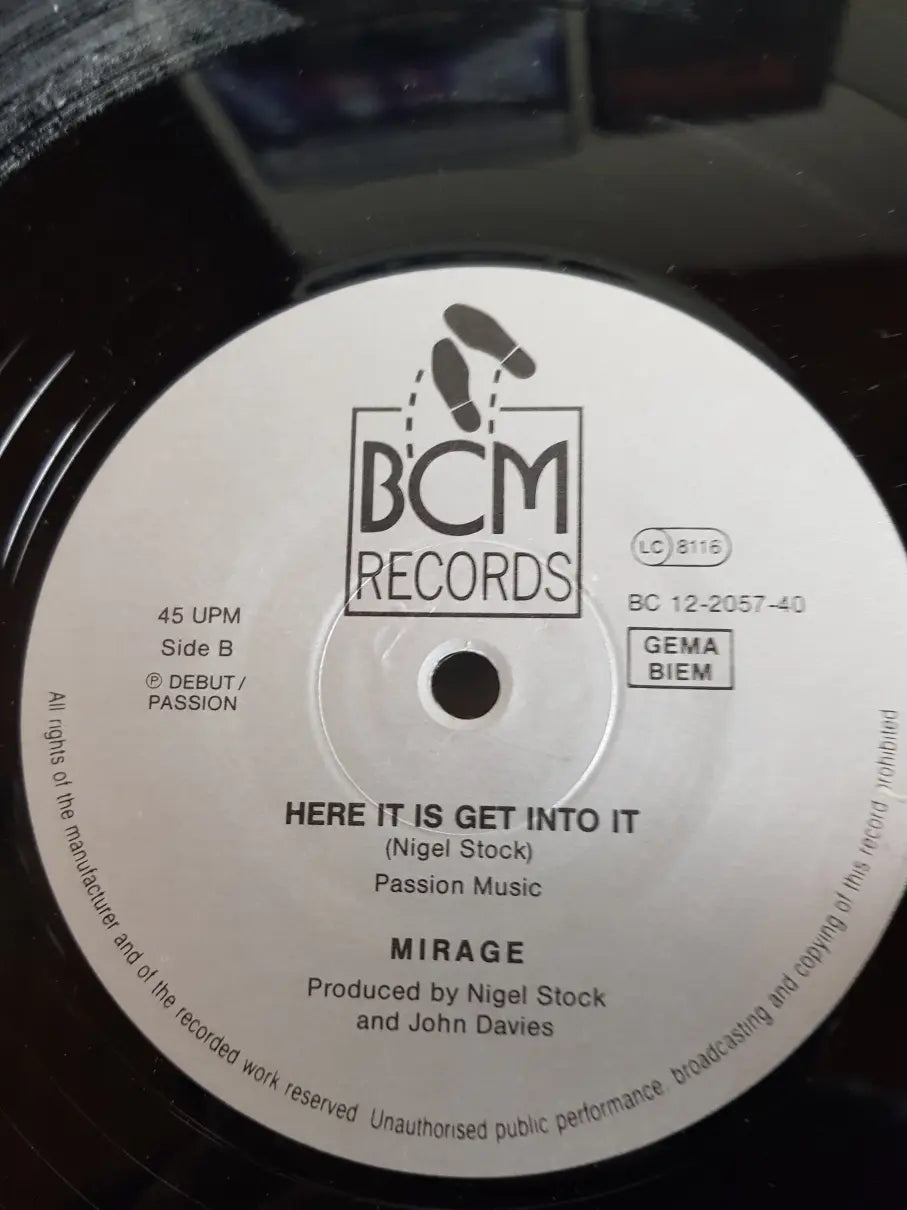 BCM
RECORDS
LC 8116
BC 12-2057-40
GEMA
BIEM
45 UPM
Side B
Ⓟ DEBUT/
PASSION
HERE IT IS GET INTO IT
(Nigel Stock)
Passion Music
MIRAGE
Produced by Nigel Stock
and John Davies
All rights of the manufacturer and of the recorded work reserved. Unauthorised public performance, broadcasting and copying of this record prohibited